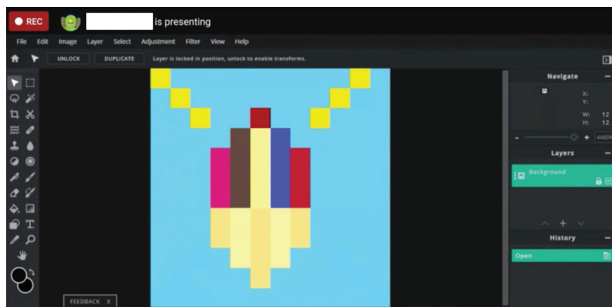 REC
is presenting
File Edit Image Layer Select Adjustment Filter View Help
UNLOCK DUPLICATE Layer is locked in position, unlock to enable transforms.
Navigate
X:
Y:
W: 12
H: 12
Layers
Background
History
Open
FEEDBACK X